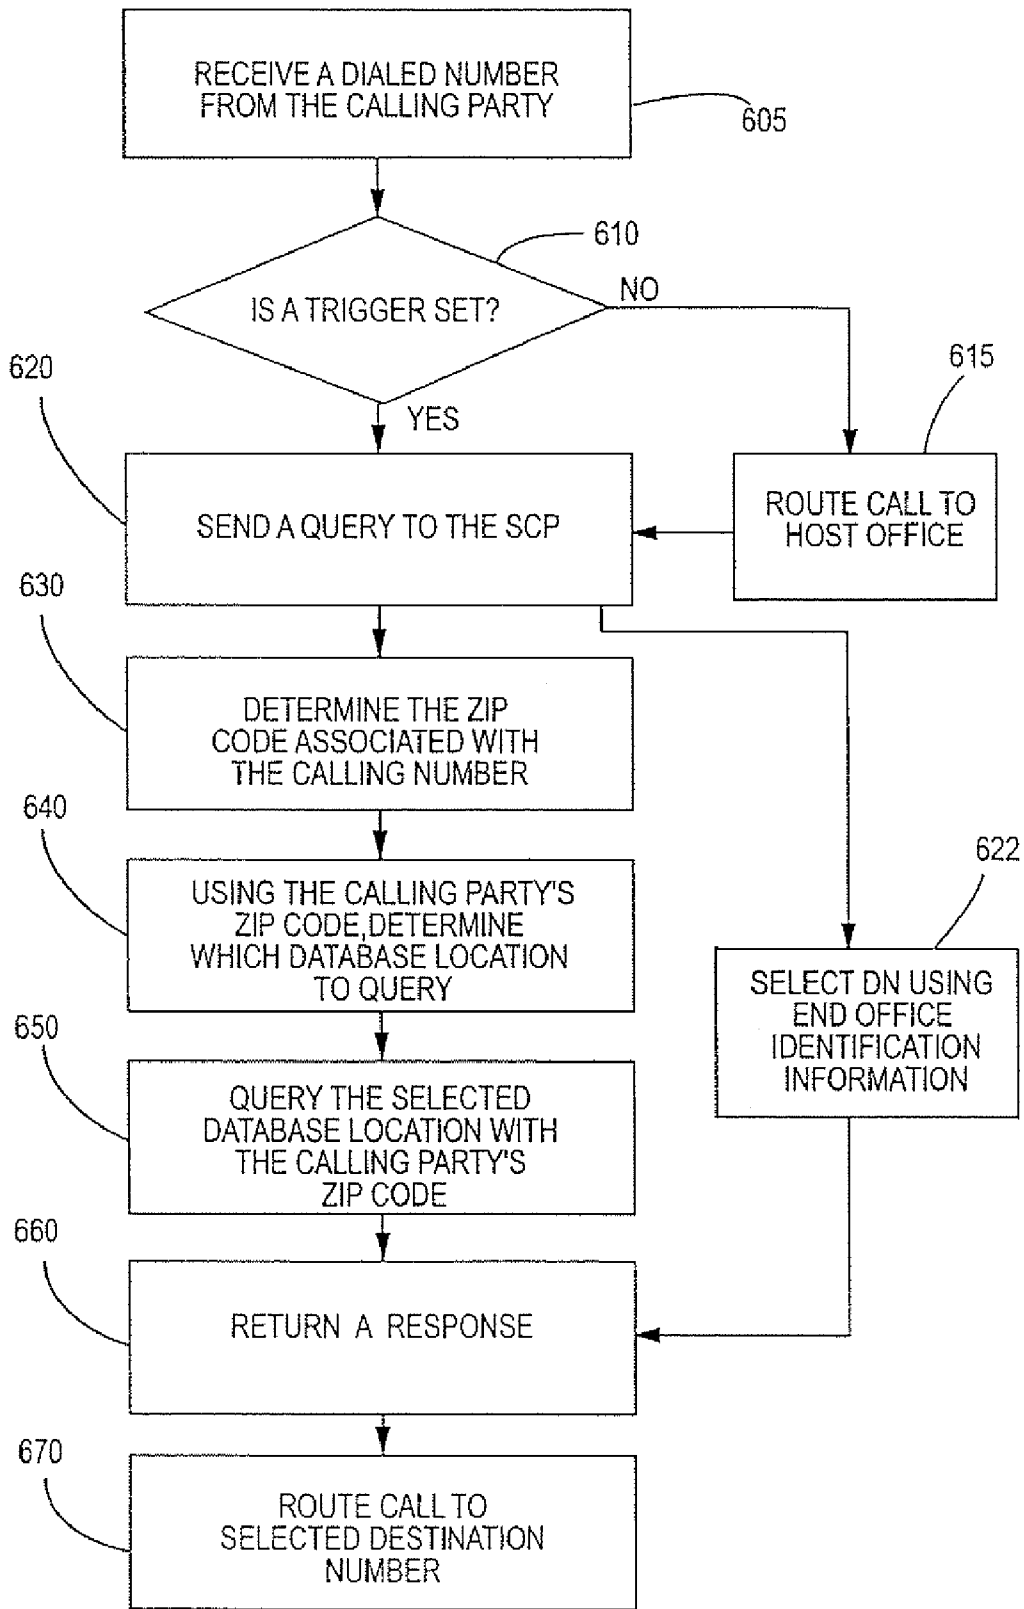 RECEIVE A DIALED NUMBER
FROM THE CALLING PARTY
605
610
IS A TRIGGER SET?
NO
YES
615
620
SEND A QUERY TO THE SCP
ROUTE CALL TO
HOST OFFICE
630
DETERMINE THE ZIP
CODE ASSOCIATED WITH
THE CALLING NUMBER
640
USING THE CALLING PARTY'S
ZIP CODE,DETERMINE
WHICH DATABASE LOCATION
TO QUERY
622
SELECT DN USING
END OFFICE
IDENTIFICATION
INFORMATION
650
QUERY THE SELECTED
DATABASE LOCATION WITH
THE CALLING PARTY'S
ZIP CODE
660
RETURN A RESPONSE
670
ROUTE CALL TO
SELECTED DESTINATION
NUMBER